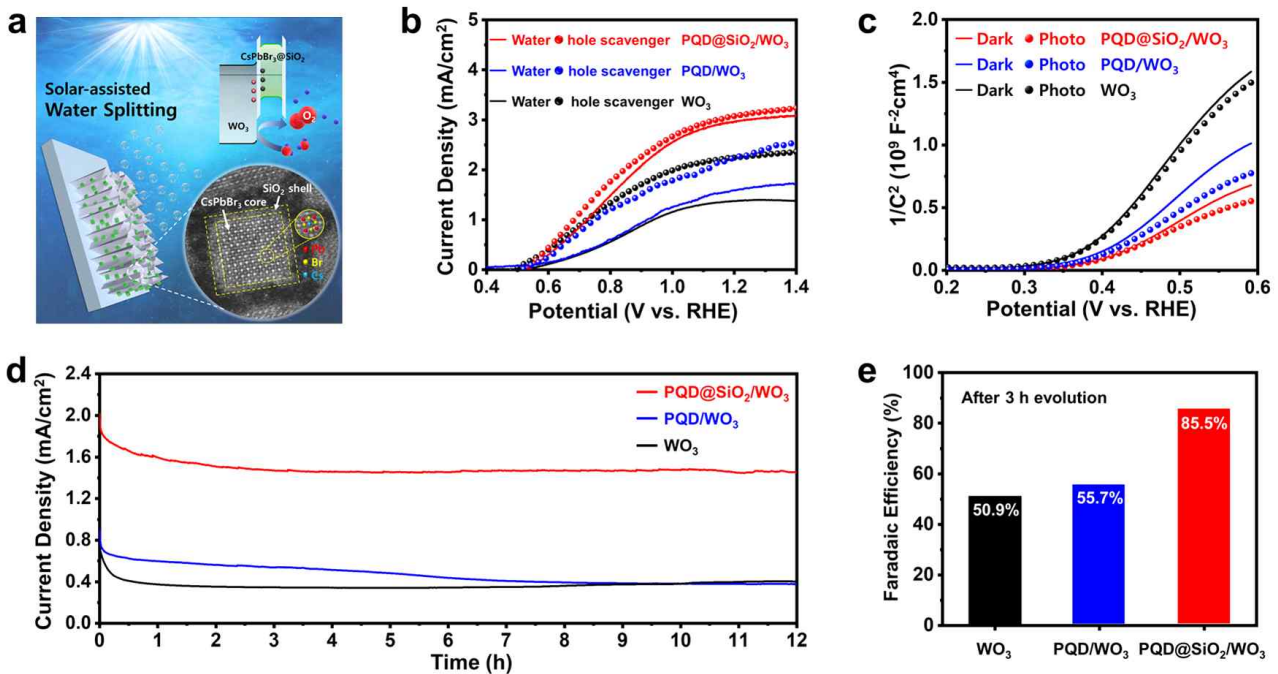 a
Solar-assisted
Water Splitting
CsPbBr₃@SiO₂
WO₃
O₂
SiO₂ shell
CsPbBr₃ core
Pb
Br
Cs
b
Current Density (mA/cm²)
5
4
3
2
1
0
Water hole scavenger PQD@SiO₂/WO₃
Water hole scavenger PQD/WO₃
Water hole scavenger WO₃
0.4 0.6 0.8 1.0 1.2 1.4
Potential (V vs. RHE)
c
1/C² (10⁹ F⁻²cm⁴)
2.0
1.5
1.0
0.5
0.0
Dark Photo PQD@SiO₂/WO₃
Dark Photo PQD/WO₃
Dark Photo WO₃
0.2 0.3 0.4 0.5 0.6
Potential (V vs. RHE)
d
Current Density (mA/cm²)
2.4
2.0
1.6
1.2
0.8
0.4
0.0
PQD@SiO₂/WO₃
PQD/WO₃
WO₃
0 1 2 3 4 5 6 7 8 9 10 11 12
Time (h)
e
Faradaic Efficiency (%)
100
80
60
40
20
0
After 3 h evolution
50.9%
55.7%
85.5%
WO₃ PQD/WO₃ PQD@SiO₂/WO₃